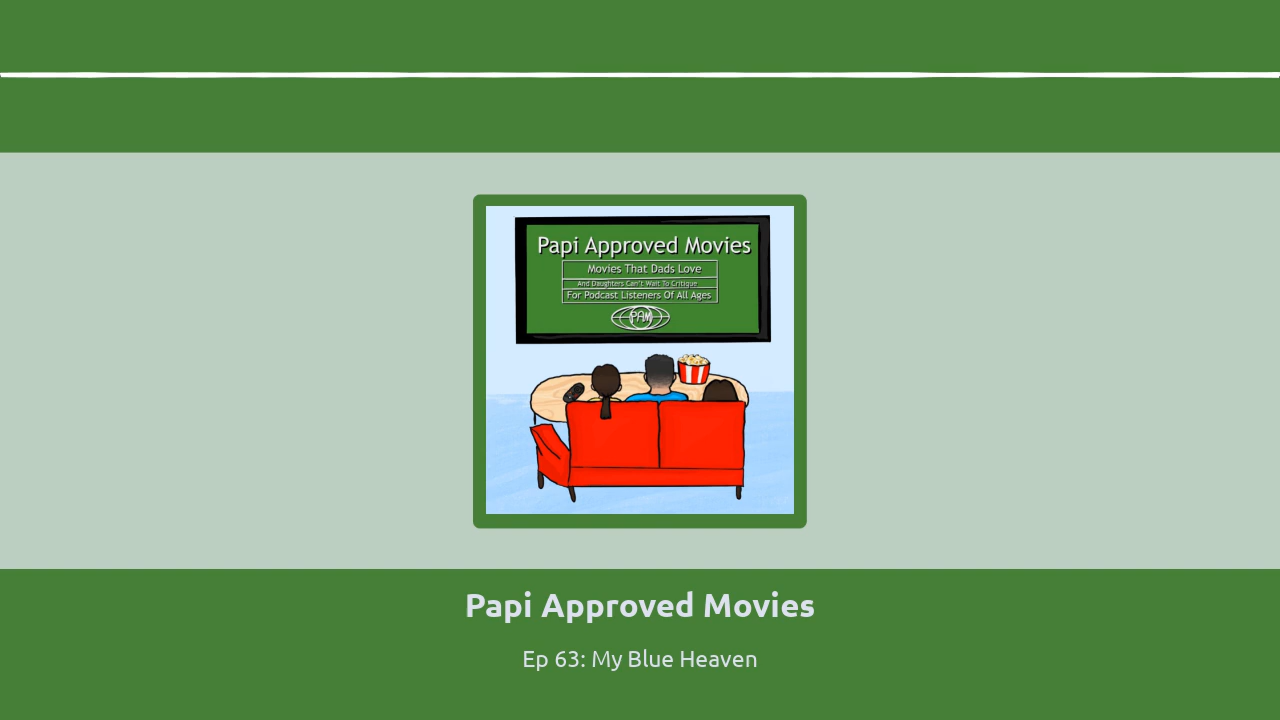 Papi Approved Movies
Movies That Dads Love
And Daughters Can't Wait To Critique
For Podcast Listeners Of All Ages
PAM
Papi Approved Movies
Ep 63: My Blue Heaven